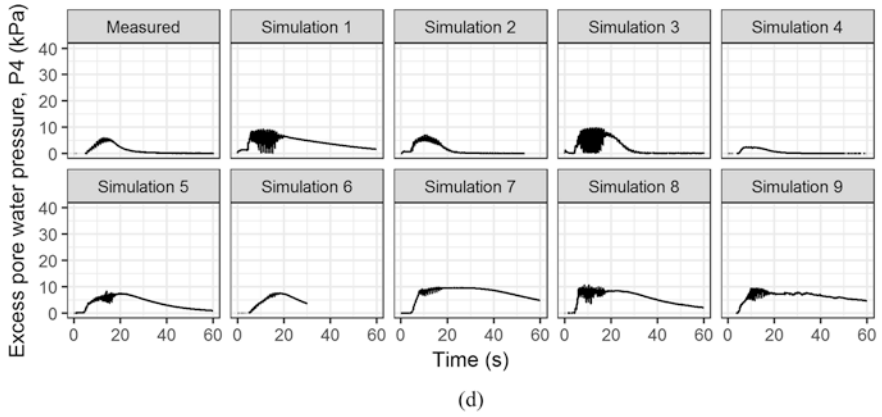 Excess pore water pressure, P4 (kPa)
Measured Simulation 1 Simulation 2 Simulation 3 Simulation 4
40
30
20
10
0
Simulation 5 Simulation 6 Simulation 7 Simulation 8 Simulation 9
40
30
20
10
0
0 20 40 60 0 20 40 60 0 20 40 60 0 20 40 60 0 20 40 60
Time (s)
(d)